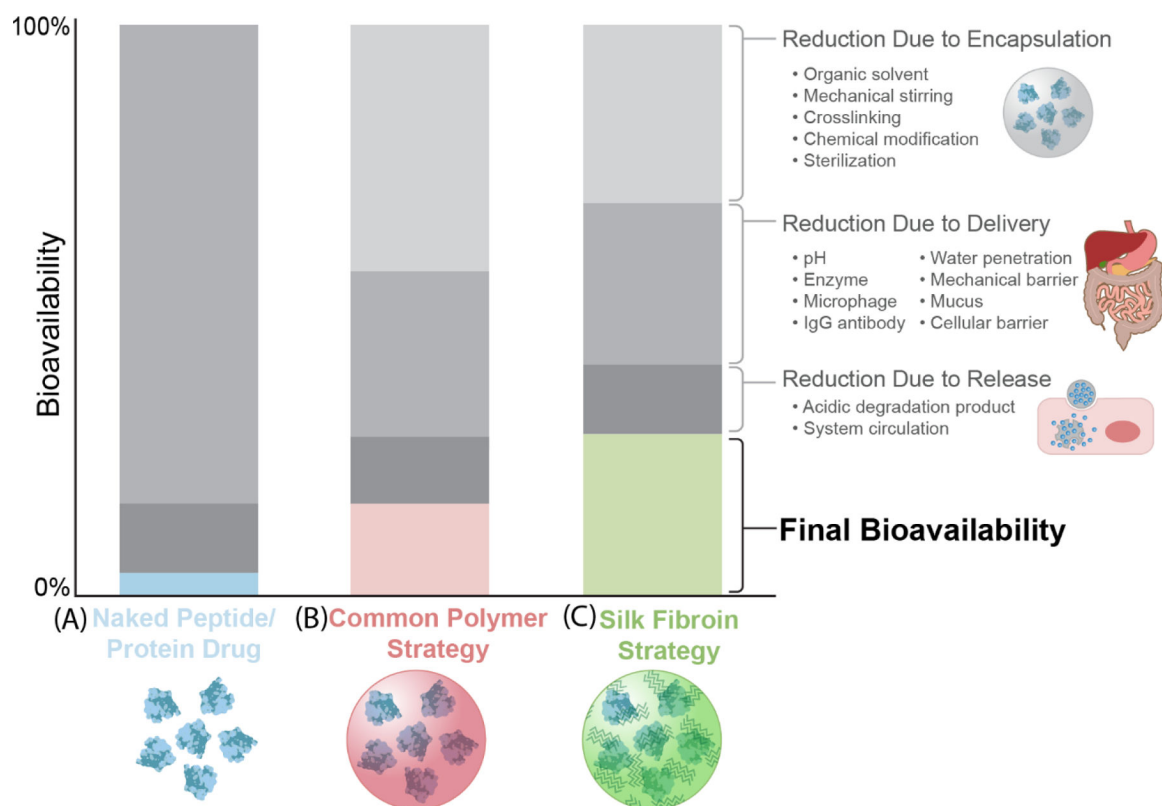 100%
Bioavailability
0%
Reduction Due to Encapsulation
• Organic solvent
• Mechanical stirring
• Crosslinking
• Chemical modification
• Sterilization
Reduction Due to Delivery
• pH
• Enzyme
• Microphage
• IgG antibody
• Water penetration
• Mechanical barrier
• Mucus
• Cellular barrier
Reduction Due to Release
• Acidic degradation product
• System circulation
Final Bioavailability
(A) Naked Peptide/
Protein Drug
(B) Common Polymer
Strategy
(C) Silk Fibroin
Strategy